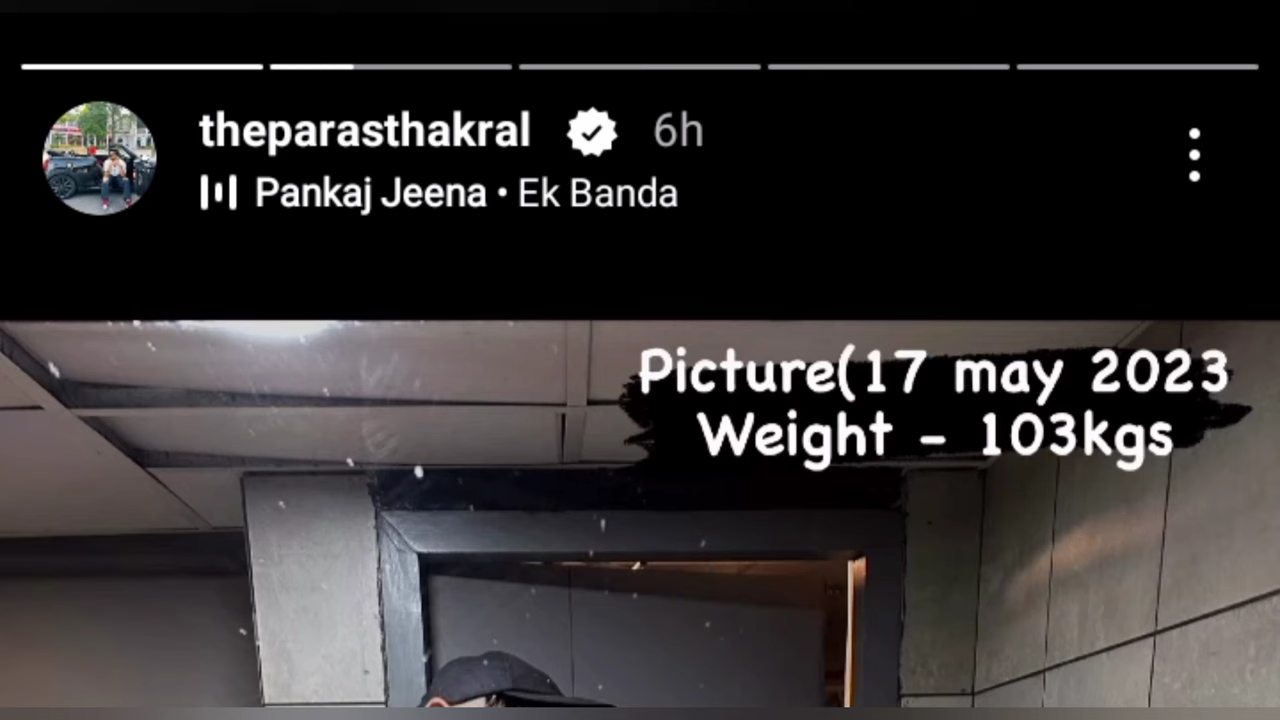 theparasthakral 6h
Pankaj Jeena • Ek Banda
Picture(17 may 2023
Weight - 103kgs